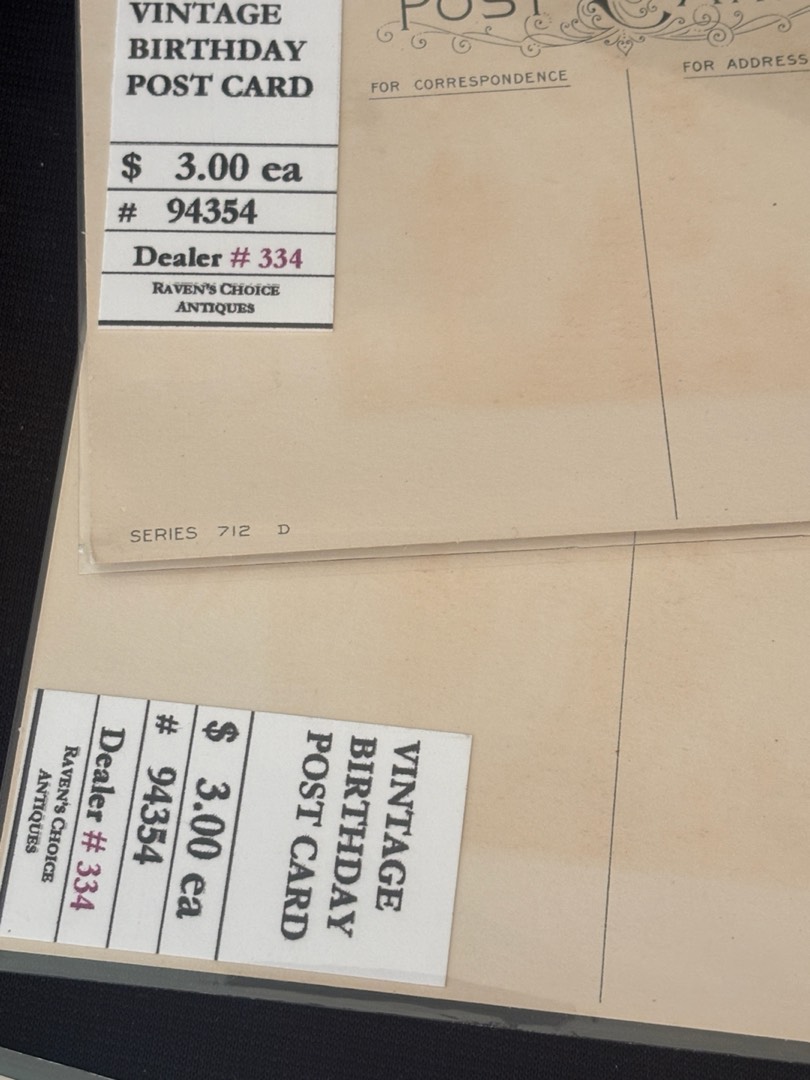 POST CARD
VINTAGE
BIRTHDAY
POST CARD
$ 3.00 ea
# 94354
Dealer # 334
RAVEN'S CHOICE
ANTIQUES
FOR CORRESPONDENCE
FOR ADDRESS
SERIES 712 D
VINTAGE
BIRTHDAY
POST CARD
$ 3.00 ea
# 94354
Dealer # 334
RAVEN'S CHOICE
ANTIQUES